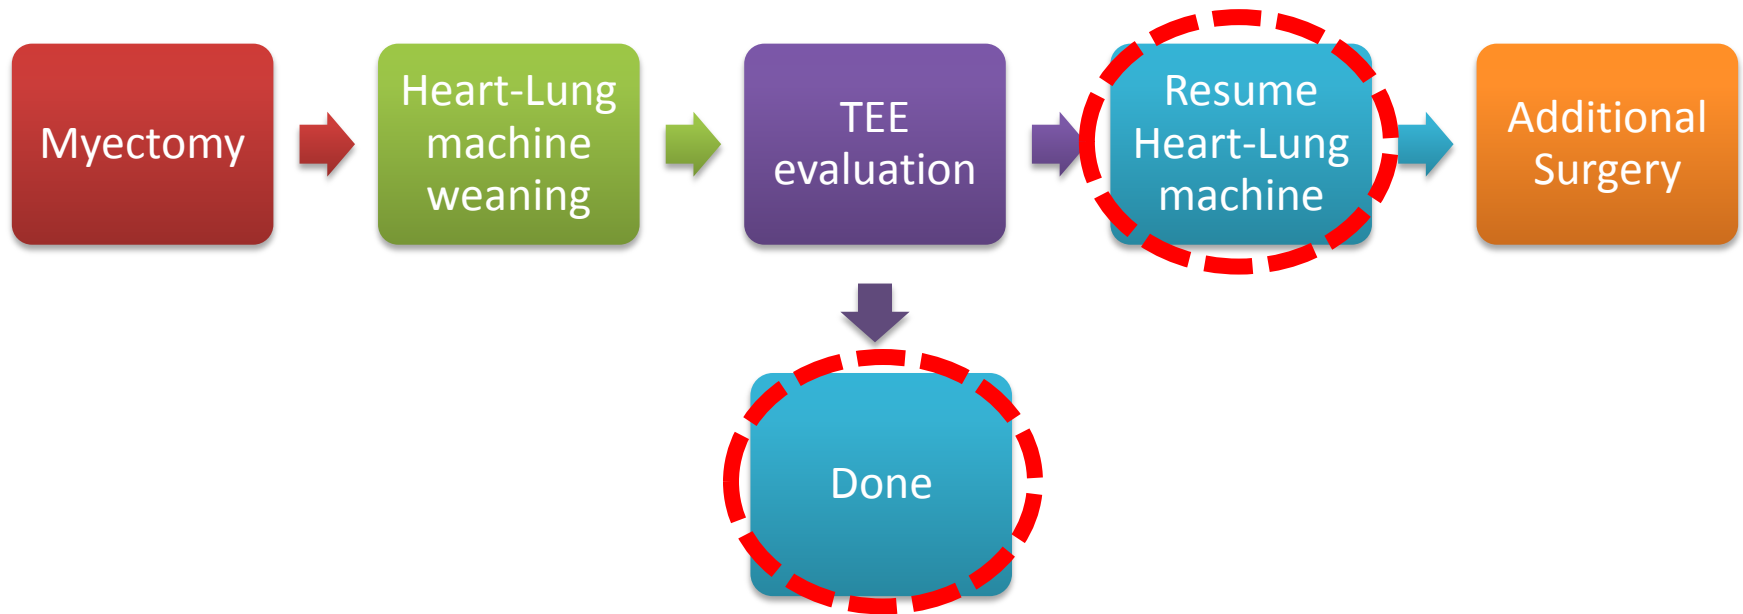 Myectomy
Heart-Lung
machine
weaning
TEE
evaluation
Resume
Heart-Lung
machine
Additional
Surgery
Done